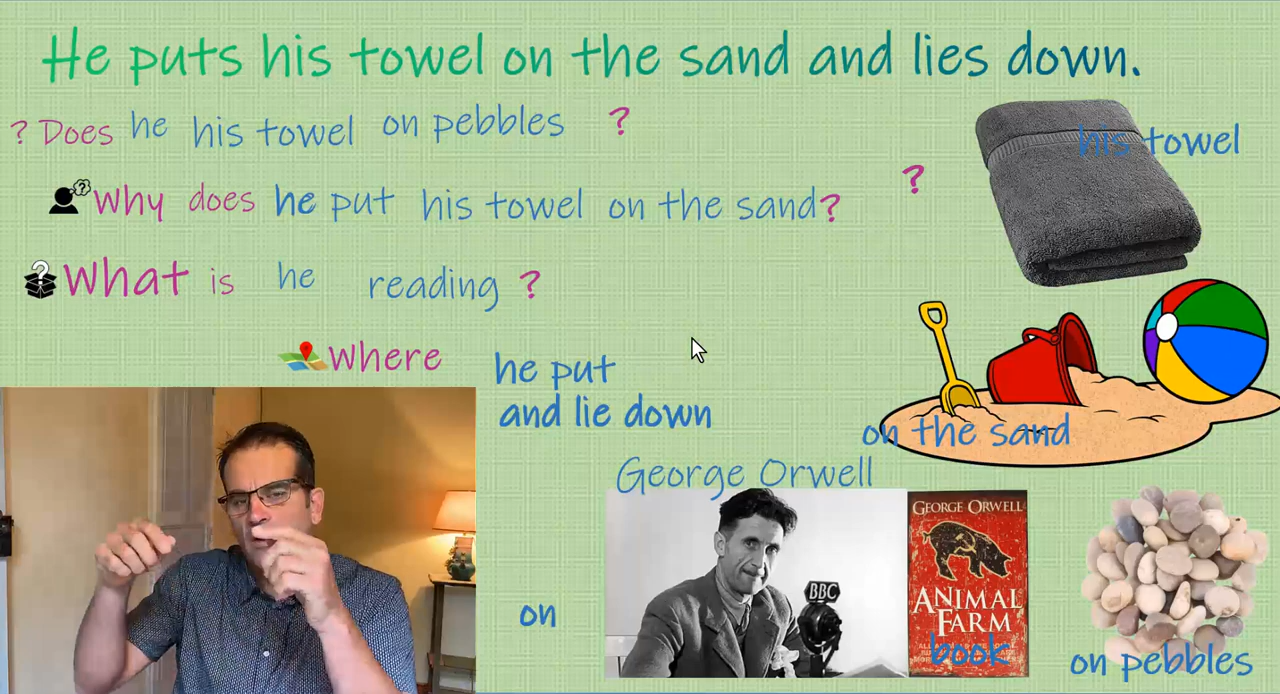 He puts his towel on the sand and lies down.
? Does he his towel on pebbles ?
his towel
? Why does he put his towel on the sand? ?
? What is he reading ?
Where he put
and lie down
on the sand
George Orwell
GEORGE ORWELL
BBC
ANIMAL
FARM
on
book
on pebbles